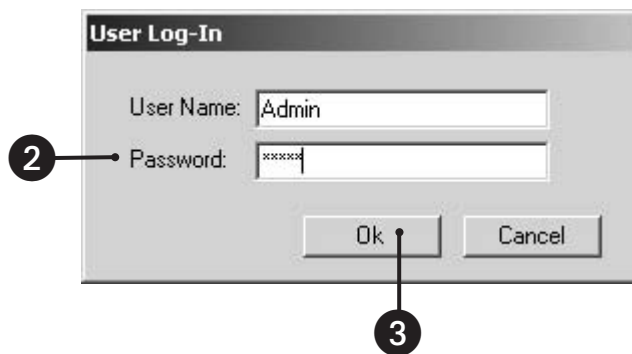 User Log-In
User Name: Admin
2 Password: *****
Ok Cancel
3